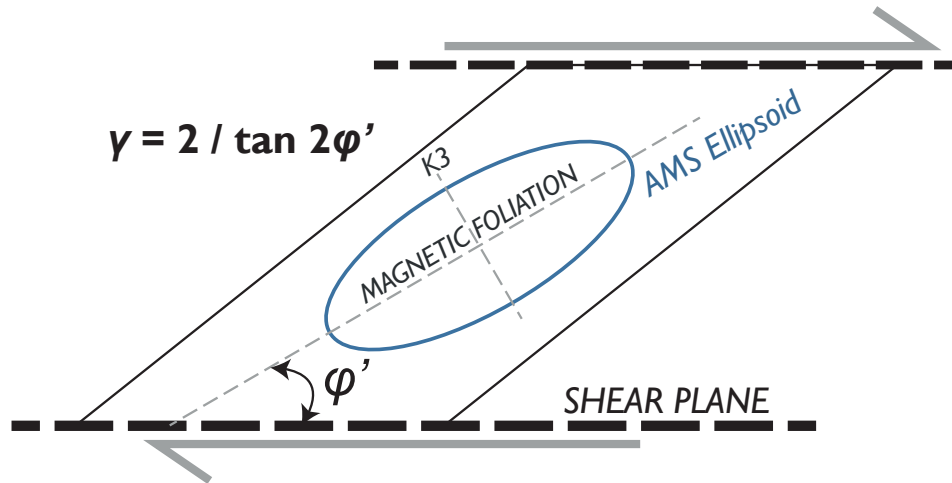 γ = 2 / tan 2φ’
K3
AMS Ellipsoid
MAGNETIC FOLIATION
φ’
SHEAR PLANE